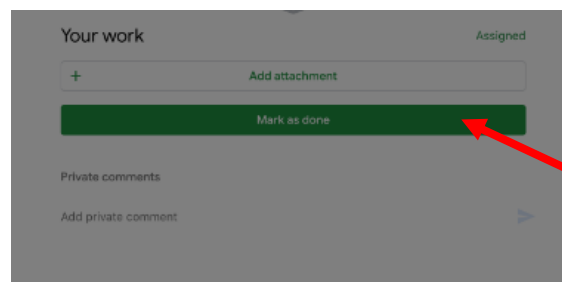 Your work
Assigned
+ Add attachment
Mark as done
Private comments
Add private comment